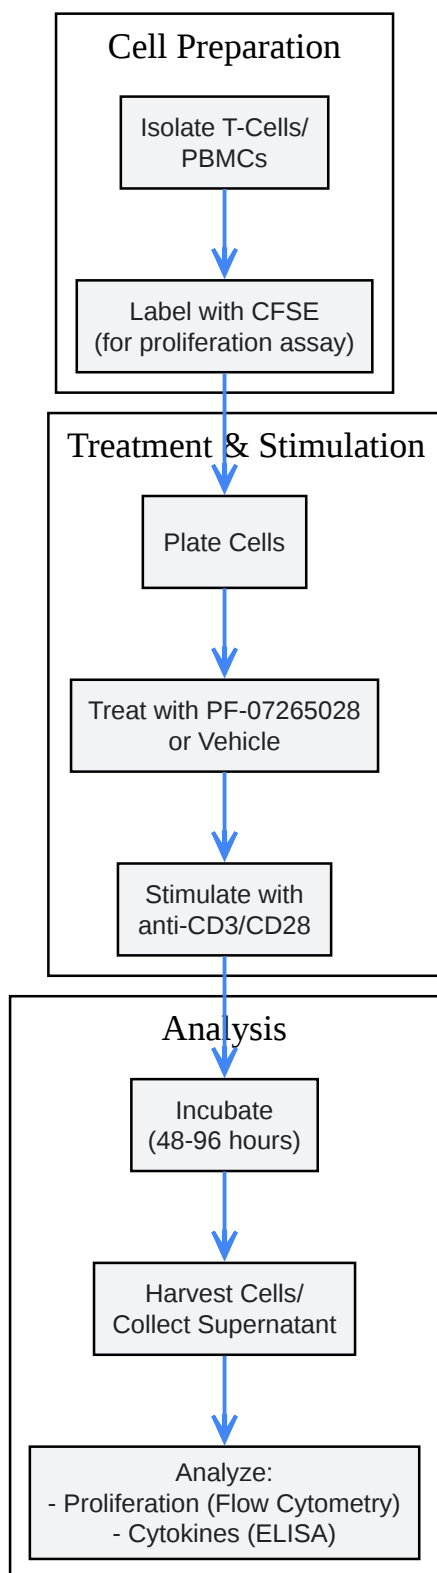 Cell Preparation
Isolate T-Cells/
PBMCs
Label with CFSE
(for proliferation assay)
Treatment & Stimulation
Plate Cells
Treat with PF-07265028
or Vehicle
Stimulate with
anti-CD3/CD28
Analysis
Incubate
(48-96 hours)
Harvest Cells/
Collect Supernatant
Analyze:
- Proliferation (Flow Cytometry)
- Cytokines (ELISA)